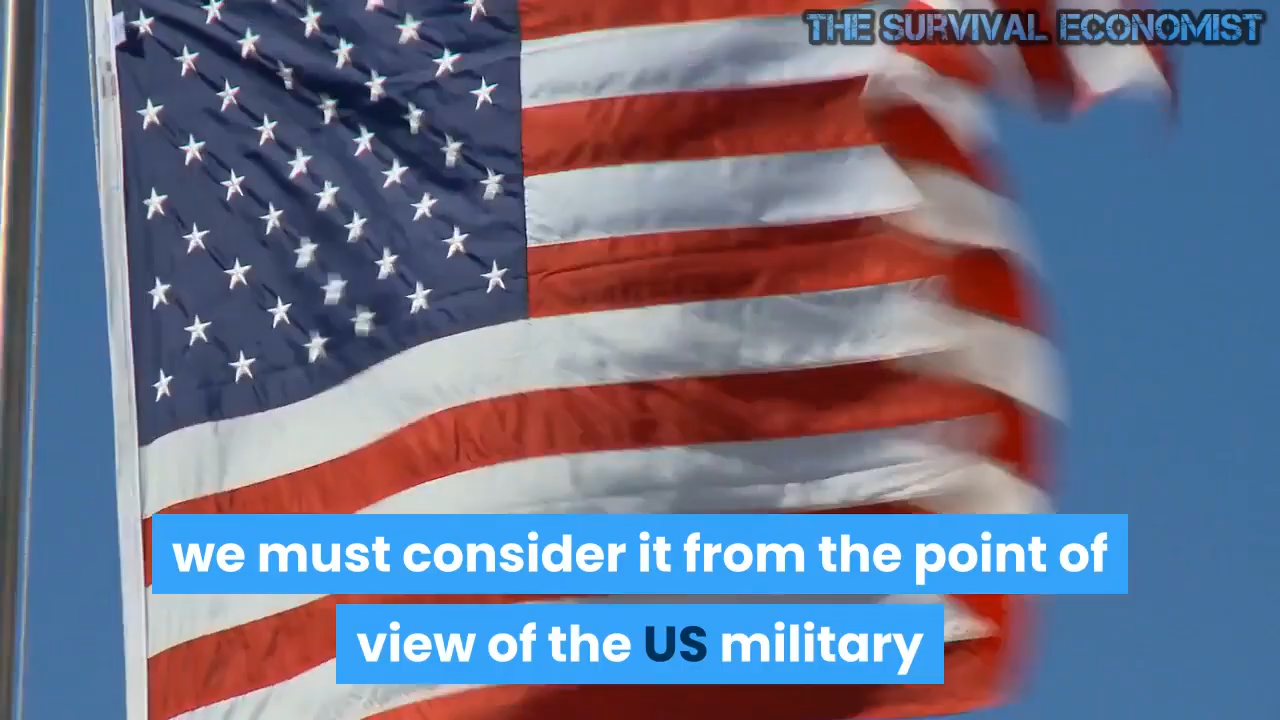 THE SURVIVAL ECONOMIST
we must consider it from the point of
view of the US military